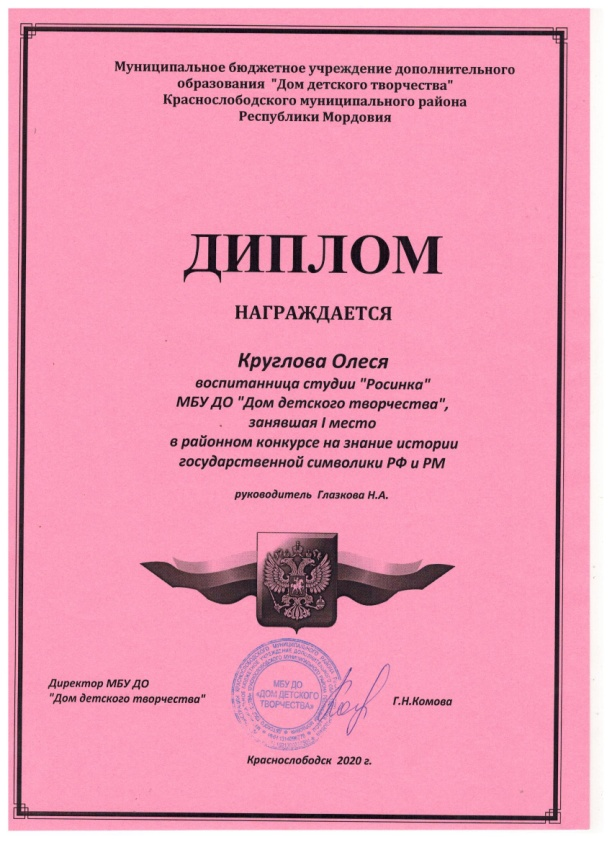 Муниципальное бюджетное учреждение дополнительного
образования "Дом детского творчества"
Краснослободского муниципального района
Республики Мордовия
ДИПЛОМ
НАГРАЖДАЕТСЯ
Круглова Олеся
воспитанница студии "Росинка"
МБУ ДО "Дом детского творчества",
занявшая I место
в районном конкурсе на знание истории
государственной символики РФ и РМ
руководитель Глазкова Н.А.
МБУ ДО
«ДОМ ДЕТСКОГО
ТВОРЧЕСТВА»
Директор МБУ ДО
"Дом детского творчества"
Г.Н.Комова
Краснослободск 2020 г.